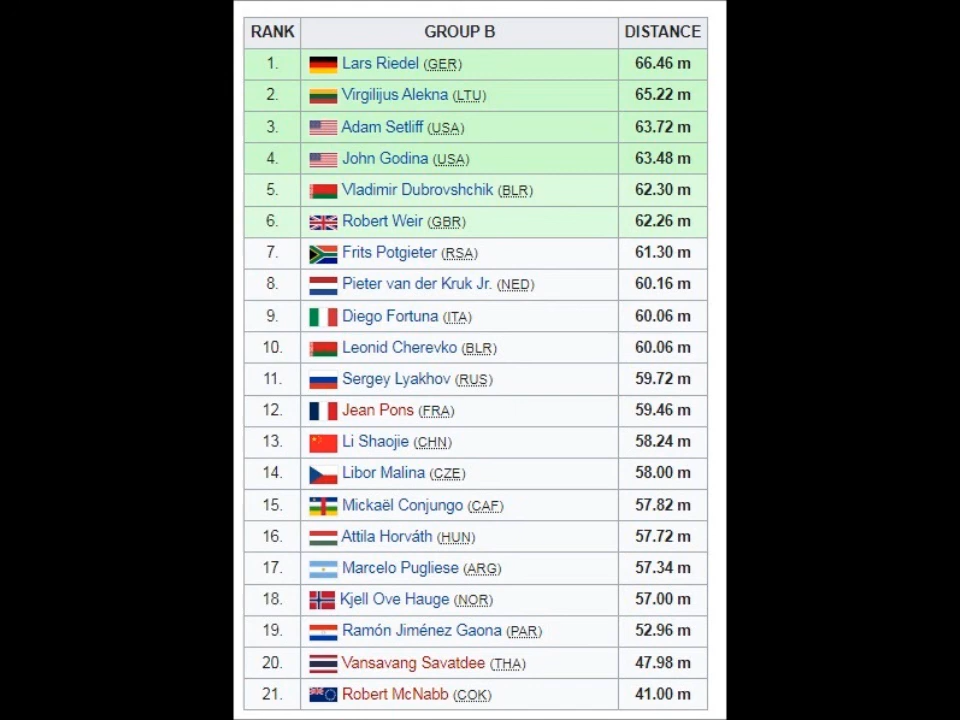 RANK GROUP B DISTANCE
1. Lars Riedel (GER) 66.46 m
2. Virgilijus Alekna (LTU) 65.22 m
3. Adam Setliff (USA) 63.72 m
4. John Godina (USA) 63.48 m
5. Vladimir Dubrovshchik (BLR) 62.30 m
6. Robert Weir (GBR) 62.26 m
7. Frits Potgieter (RSA) 61.30 m
8. Pieter van der Kruk Jr. (NED) 60.16 m
9. Diego Fortuna (ITA) 60.06 m
10. Leonid Cherevko (BLR) 60.06 m
11. Sergey Lyakhov (RUS) 59.72 m
12. Jean Pons (FRA) 59.46 m
13. Li Shaojie (CHN) 58.24 m
14. Libor Malina (CZE) 58.00 m
15. Mickaël Conjungo (CAF) 57.82 m
16. Attila Horváth (HUN) 57.72 m
17. Marcelo Pugliese (ARG) 57.34 m
18. Kjell Ove Hauge (NOR) 57.00 m
19. Ramón Jiménez Gaona (PAR) 52.96 m
20. Vansavang Savatdee (THA) 47.98 m
21. Robert McNabb (COK) 41.00 m